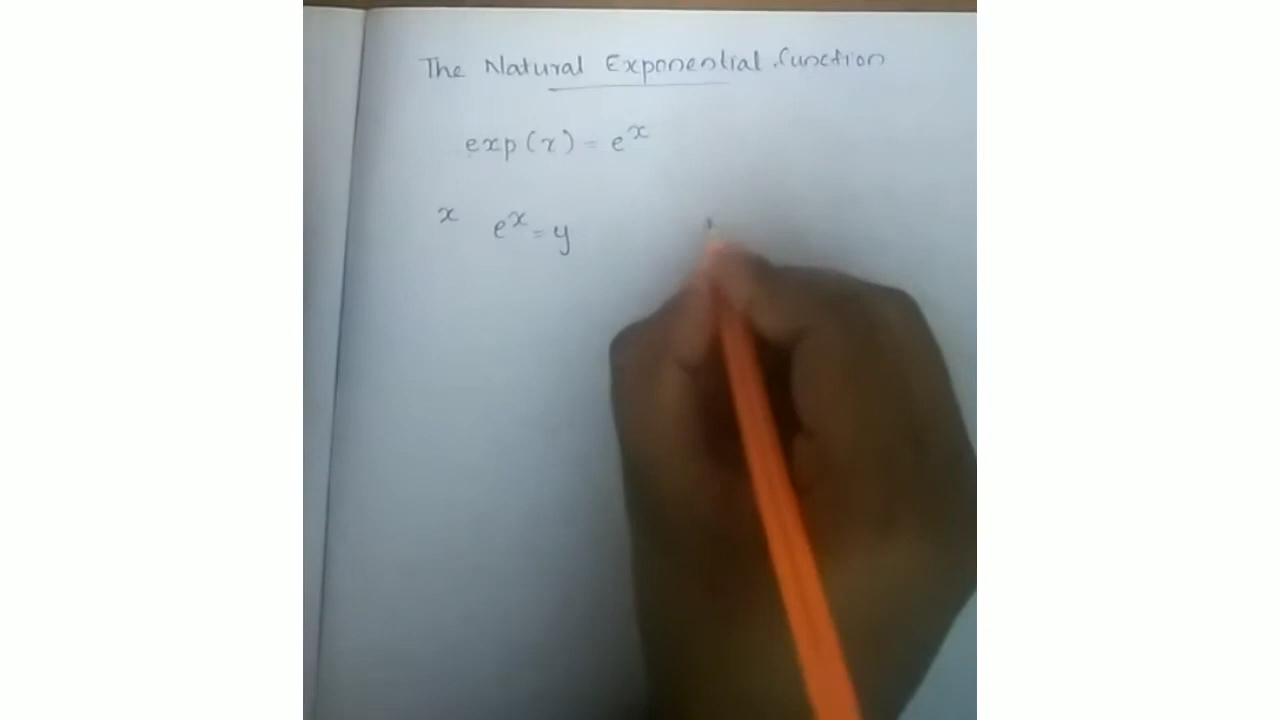 The Natural Exponential function
exp(x) = e^x
x e^x = y